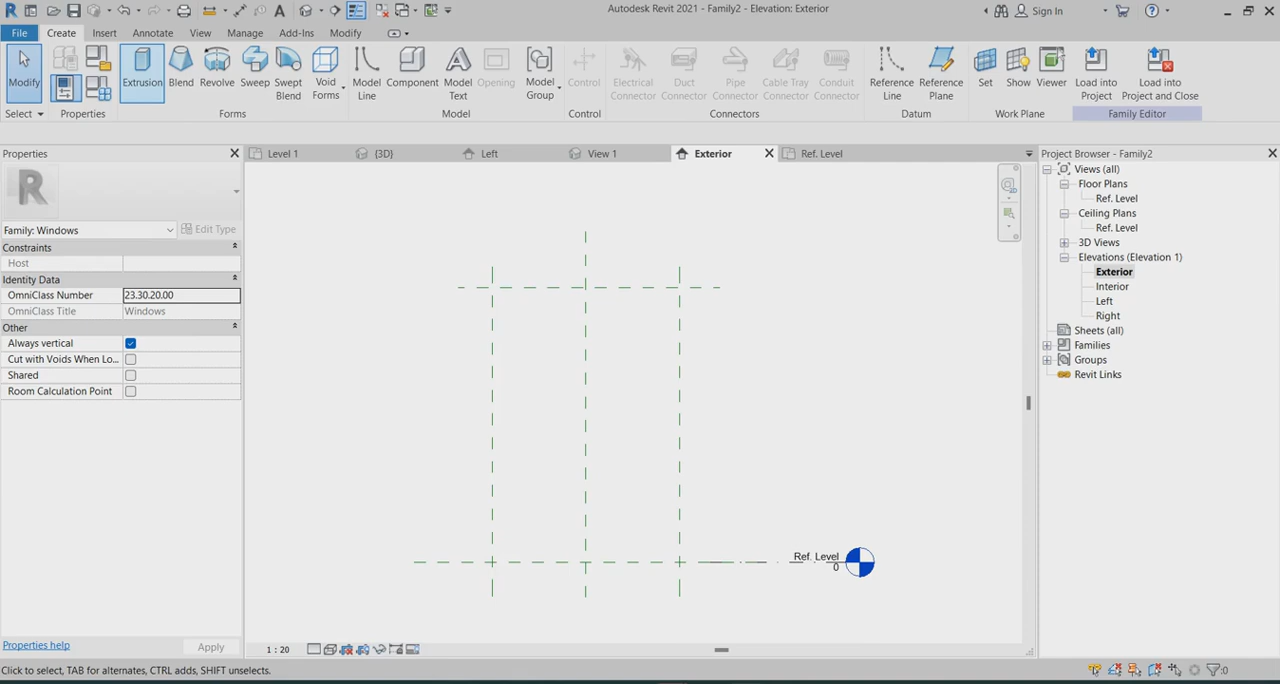 Autodesk Revit 2021 - Family2 - Elevation: Exterior
Sign In
File Create Insert Annotate View Manage Add-Ins Modify
Modify Extrusion Blend Revolve Sweep Swept Blend Void Forms Model Line Component Model Text Opening Model Group Control Electrical Connector Duct Connector Pipe Connector Cable Tray Connector Conduit Connector Reference Line Reference Plane Set Show Viewer Load into Project Load into Project and Close
Select Properties Forms Model Control Connectors Datum Work Plane Family Editor
Properties
Level 1 {3D} Left View 1 Exterior Ref. Level
Project Browser - Family2
Family: Windows Edit Type
Constraints
Host
Identity Data
OmniClass Number 23.30.20.00
OmniClass Title Windows
Other
Always vertical
Cut with Voids When Lo...
Shared
Room Calculation Point
Properties help Apply
Ref. Level
0
1 : 20
Views (all)
Floor Plans
Ref. Level
Ceiling Plans
Ref. Level
3D Views
Elevations (Elevation 1)
Exterior
Interior
Left
Right
Sheets (all)
Families
Groups
Revit Links
Click to select, TAB for alternates, CTRL adds, SHIFT unselects.
:0